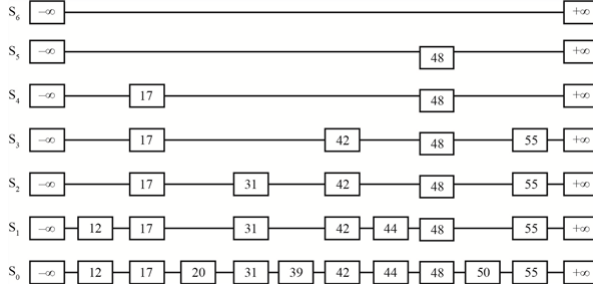 S₆ −∞ +∞
S₅ −∞ 48 +∞
S₄ −∞ 17 48 +∞
S₃ −∞ 17 42 48 55 +∞
S₂ −∞ 17 31 42 48 55 +∞
S₁ −∞ 12 17 31 42 44 48 55 +∞
S₀ −∞ 12 17 20 31 39 42 44 48 50 55 +∞